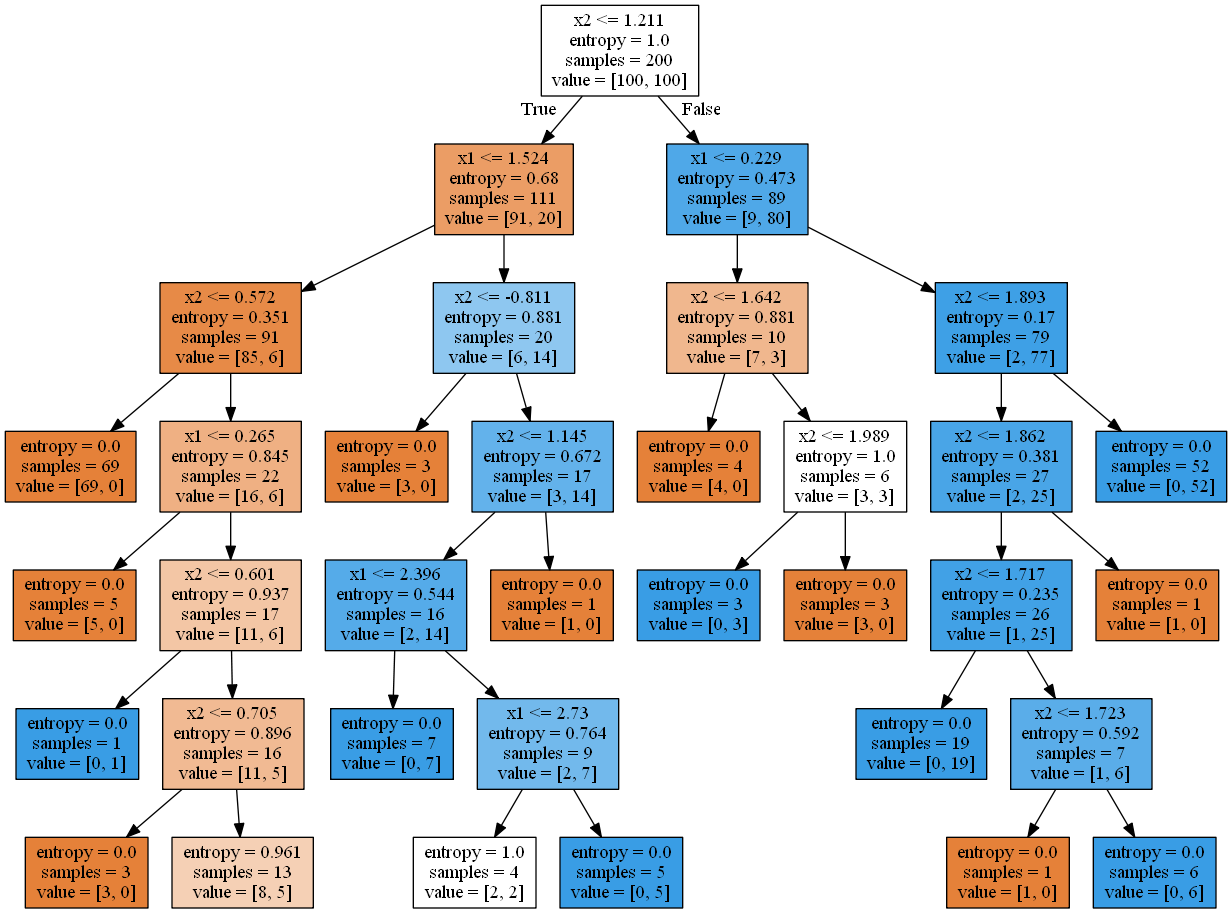 x2 <= 1.211
entropy = 1.0
samples = 200
value = [100, 100]
True
False
x1 <= 1.524
entropy = 0.68
samples = 111
value = [91, 20]
x1 <= 0.229
entropy = 0.473
samples = 89
value = [9, 80]
x2 <= 0.572
entropy = 0.351
samples = 91
value = [85, 6]
x2 <= -0.811
entropy = 0.881
samples = 20
value = [6, 14]
x2 <= 1.642
entropy = 0.881
samples = 10
value = [7, 3]
x2 <= 1.893
entropy = 0.17
samples = 79
value = [2, 77]
entropy = 0.0
samples = 69
value = [69, 0]
x1 <= 0.265
entropy = 0.845
samples = 22
value = [16, 6]
entropy = 0.0
samples = 3
value = [3, 0]
x2 <= 1.145
entropy = 0.672
samples = 17
value = [3, 14]
entropy = 0.0
samples = 4
value = [4, 0]
x2 <= 1.989
entropy = 1.0
samples = 6
value = [3, 3]
x2 <= 1.862
entropy = 0.381
samples = 27
value = [2, 25]
entropy = 0.0
samples = 52
value = [0, 52]
entropy = 0.0
samples = 5
value = [5, 0]
x2 <= 0.601
entropy = 0.937
samples = 17
value = [11, 6]
x1 <= 2.396
entropy = 0.544
samples = 16
value = [2, 14]
entropy = 0.0
samples = 1
value = [1, 0]
entropy = 0.0
samples = 3
value = [0, 3]
entropy = 0.0
samples = 3
value = [3, 0]
x2 <= 1.717
entropy = 0.235
samples = 26
value = [1, 25]
entropy = 0.0
samples = 1
value = [1, 0]
entropy = 0.0
samples = 1
value = [0, 1]
x2 <= 0.705
entropy = 0.896
samples = 16
value = [11, 5]
entropy = 0.0
samples = 7
value = [0, 7]
x1 <= 2.73
entropy = 0.764
samples = 9
value = [2, 7]
entropy = 0.0
samples = 19
value = [0, 19]
x2 <= 1.723
entropy = 0.592
samples = 7
value = [1, 6]
entropy = 0.0
samples = 3
value = [3, 0]
entropy = 0.961
samples = 13
value = [8, 5]
entropy = 1.0
samples = 4
value = [2, 2]
entropy = 0.0
samples = 5
value = [0, 5]
entropy = 0.0
samples = 1
value = [1, 0]
entropy = 0.0
samples = 6
value = [0, 6]